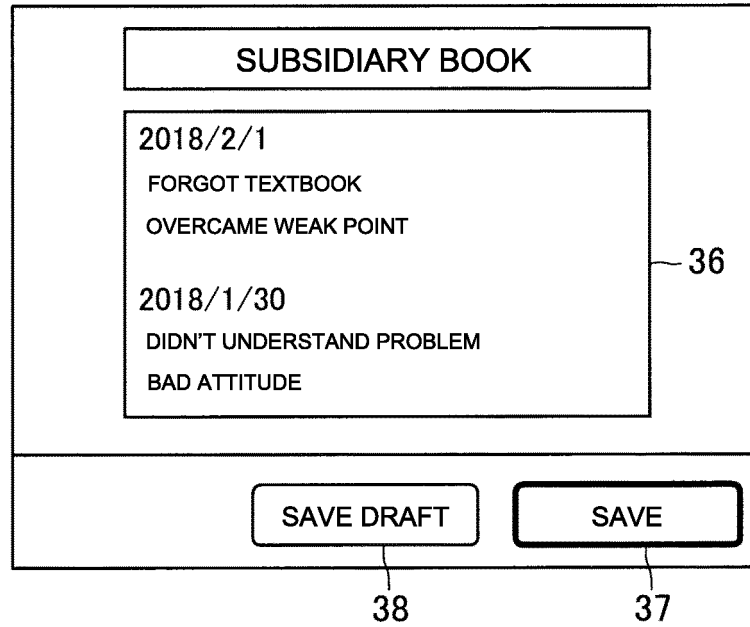 SUBSIDIARY BOOK
2018/2/1
FORGOT TEXTBOOK
OVERCAME WEAK POINT
36
2018/1/30
DIDN'T UNDERSTAND PROBLEM
BAD ATTITUDE
SAVE DRAFT
SAVE
38
37